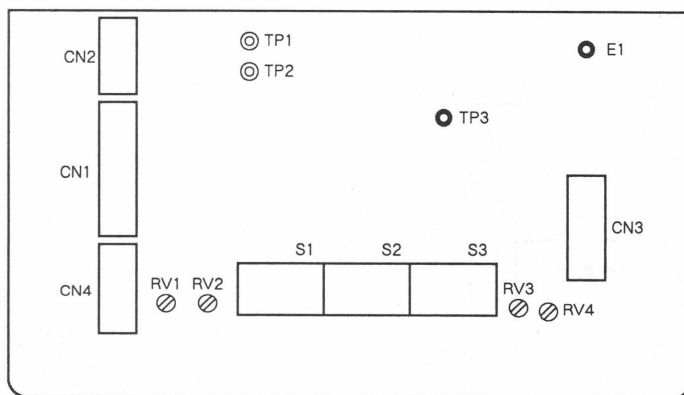 TP1
E1
CN2
TP2
TP3
CN1
CN3
S1 S2 S3
CN4
RV1 RV2
RV3
RV4